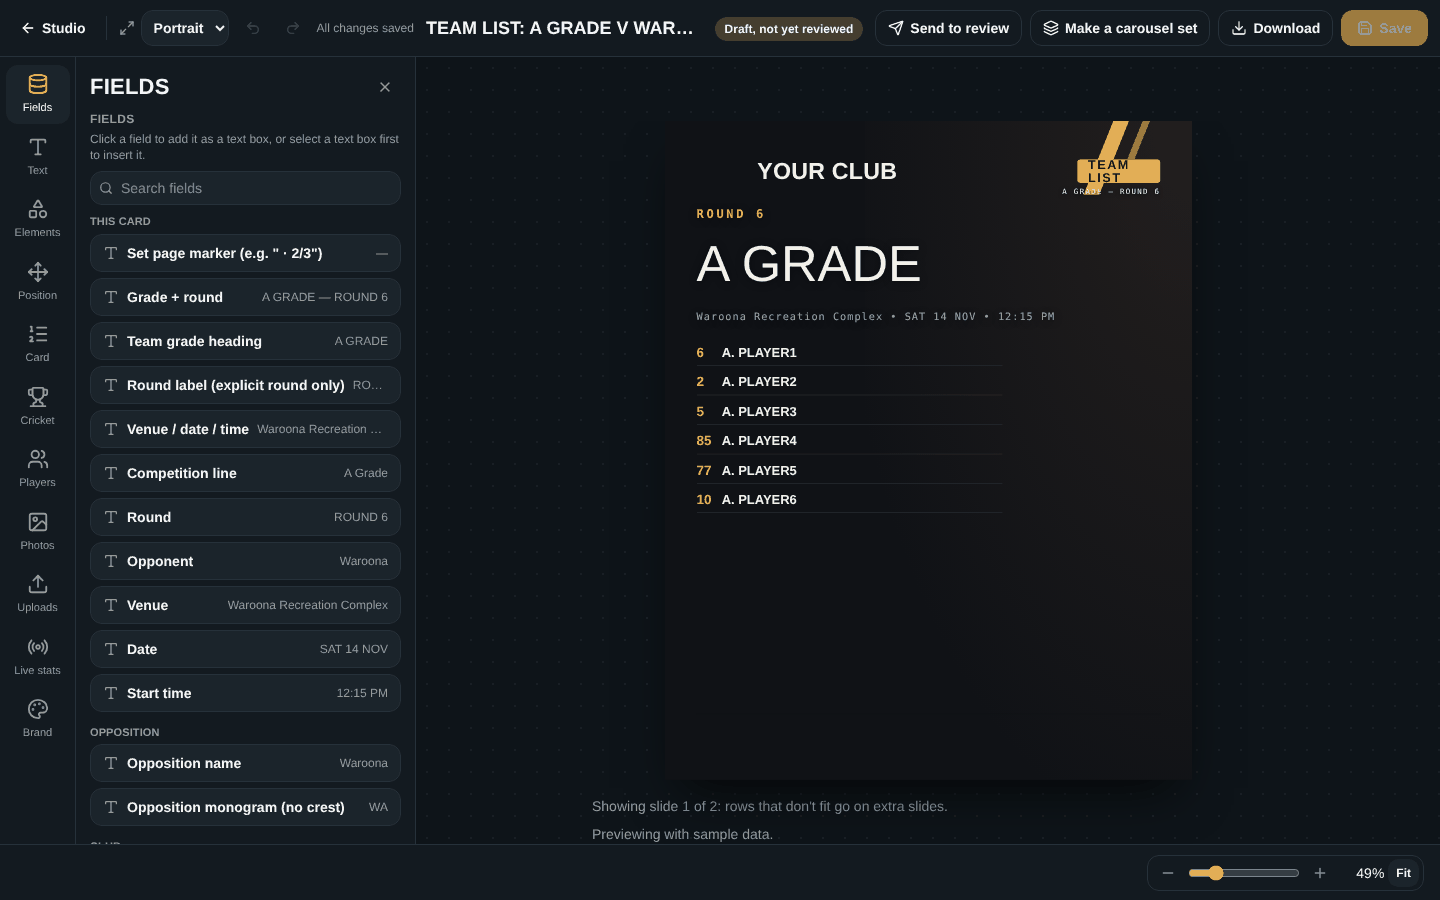 Studio
Portrait
All changes saved
TEAM LIST: A GRADE V WAR…
Draft, not yet reviewed
Send to review
Make a carousel set
Download
Save
Fields
Text
Elements
Position
Card
Cricket
Players
Photos
Uploads
Live stats
Brand
FIELDS
FIELDS
Click a field to add it as a text box, or select a text box first
to insert it.
Search fields
THIS CARD
Set page marker (e.g. " · 2/3") —
Grade + round A GRADE — ROUND 6
Team grade heading A GRADE
Round label (explicit round only) RO…
Venue / date / time Waroona Recreation …
Competition line A Grade
Round ROUND 6
Opponent Waroona
Venue Waroona Recreation Complex
Date SAT 14 NOV
Start time 12:15 PM
OPPOSITION
Opposition name Waroona
Opposition monogram (no crest) WA
YOUR CLUB
TEAM
LIST
A GRADE — ROUND 6
ROUND 6
A GRADE
Waroona Recreation Complex • SAT 14 NOV • 12:15 PM
6 A. PLAYER1
2 A. PLAYER2
5 A. PLAYER3
85 A. PLAYER4
77 A. PLAYER5
10 A. PLAYER6
Showing slide 1 of 2: rows that don't fit go on extra slides.
Previewing with sample data.
49% Fit